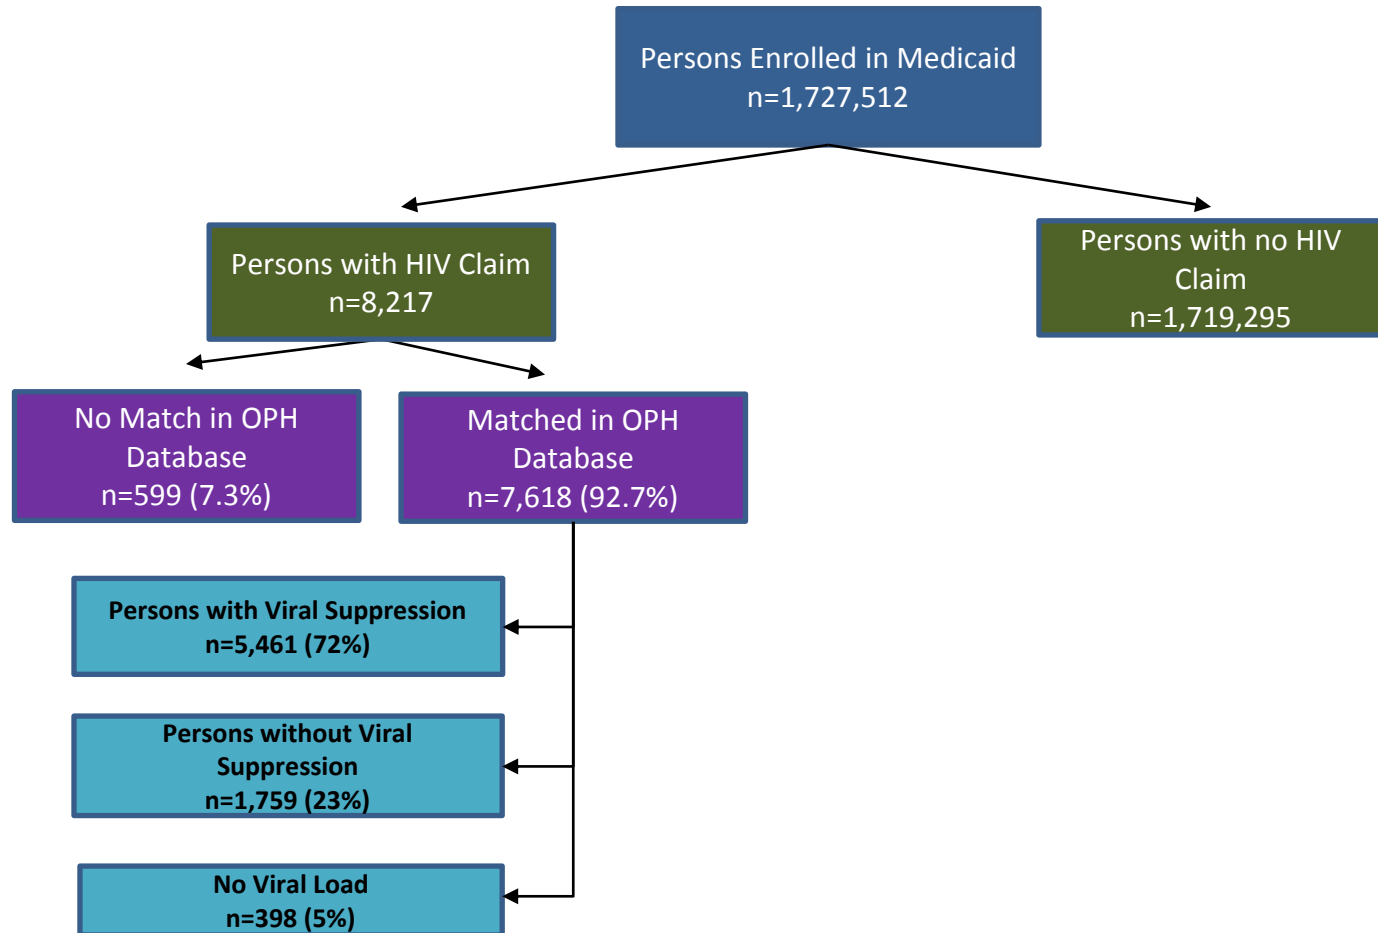 Persons Enrolled in Medicaid
n=1,727,512
Persons with HIV Claim
n=8,217
Persons with no HIV
Claim
n=1,719,295
No Match in OPH
Database
n=599 (7.3%)
Matched in OPH
Database
n=7,618 (92.7%)
Persons with Viral Suppression
n=5,461 (72%)
Persons without Viral
Suppression
n=1,759 (23%)
No Viral Load
n=398 (5%)